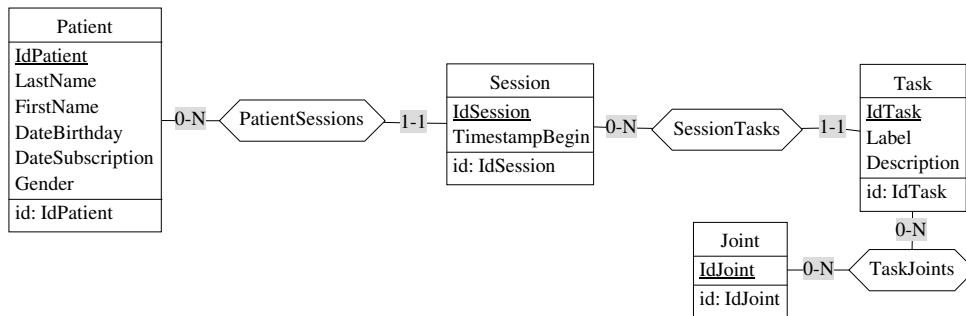 Patient
IdPatient
LastName
FirstName
DateBirthday
DateSubscription
Gender
id: IdPatient
0-N
PatientSessions
1-1
Session
IdSession
TimestampBegin
id: IdSession
0-N
SessionTasks
1-1
Task
IdTask
Label
Description
id: IdTask
0-N
Joint
IdJoint
id: IdJoint
0-N
TaskJoints